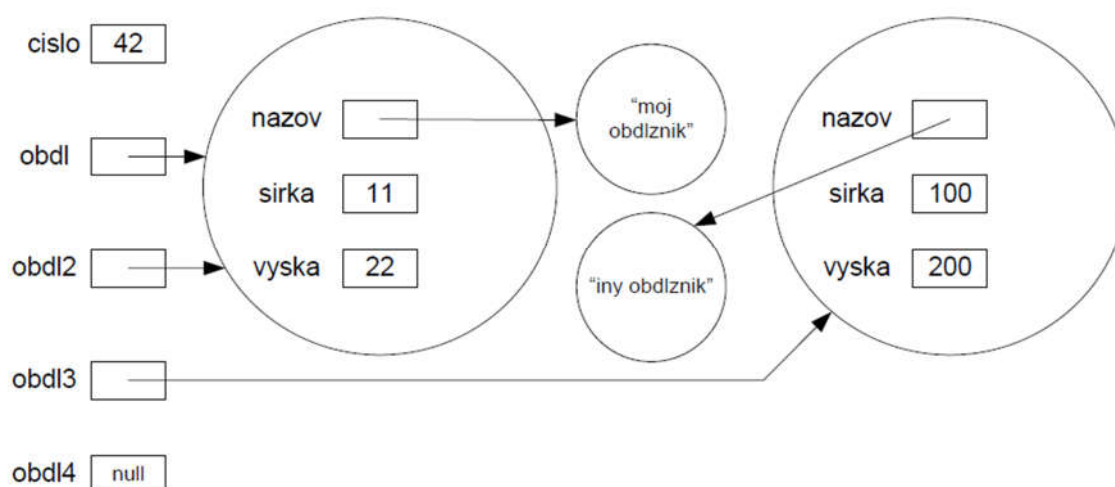 cislo 42
obdl
obdl2
obdl3
obdl4 null
nazov
sirka 11
vyska 22
“moj
obdlznik”
“iny obdlznik”
nazov
sirka 100
vyska 200